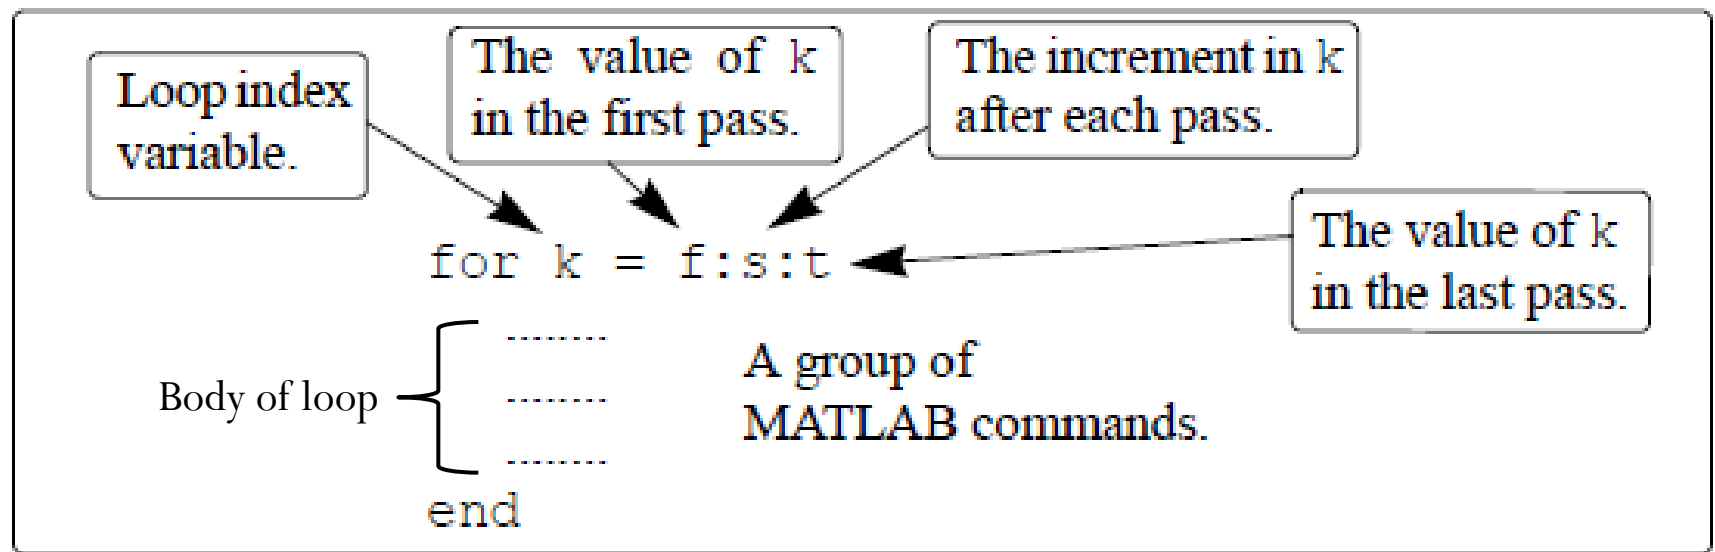 Loop index
variable.
The value of k
in the first pass.
The increment in k
after each pass.
for k = f:s:t
The value of k
in the last pass.
Body of loop
A group of
MATLAB commands.
end